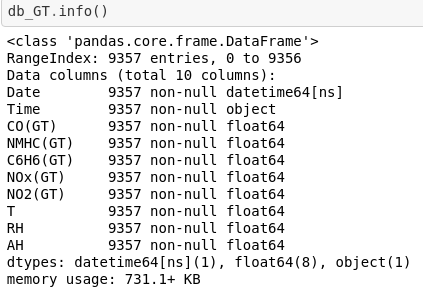 db_GT.info()
<class 'pandas.core.frame.DataFrame'>
RangeIndex: 9357 entries, 0 to 9356
Data columns (total 10 columns):
Date        9357 non-null datetime64[ns]
Time        9357 non-null object
CO(GT)      9357 non-null float64
NMHC(GT)    9357 non-null float64
C6H6(GT)    9357 non-null float64
NOx(GT)     9357 non-null float64
NO2(GT)     9357 non-null float64
T           9357 non-null float64
RH          9357 non-null float64
AH          9357 non-null float64
dtypes: datetime64[ns](1), float64(8), object(1)
memory usage: 731.1+ KB